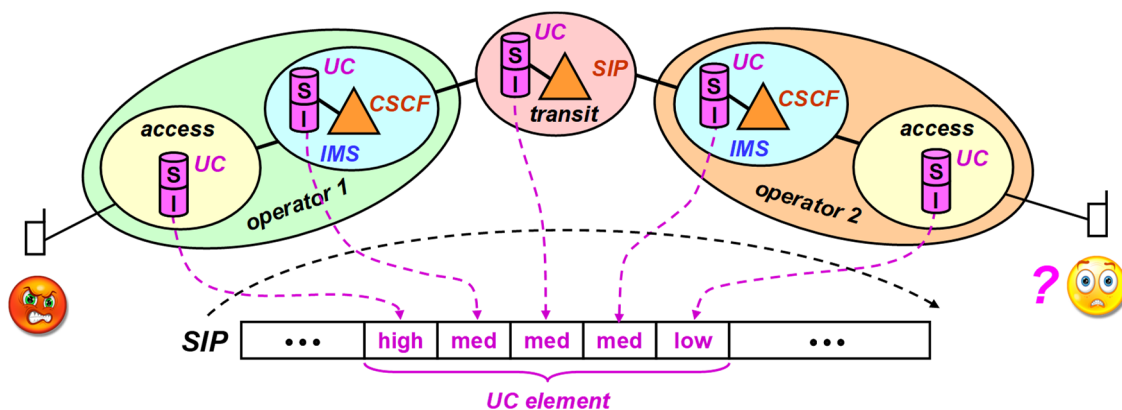 UC
S
I
SIP
transit
UC
S
I
CSCF
IMS
access
UC
S
I
operator 1
UC
S
I
CSCF
IMS
access
UC
S
I
operator 2
?
SIP
••• high med med med low •••
UC element